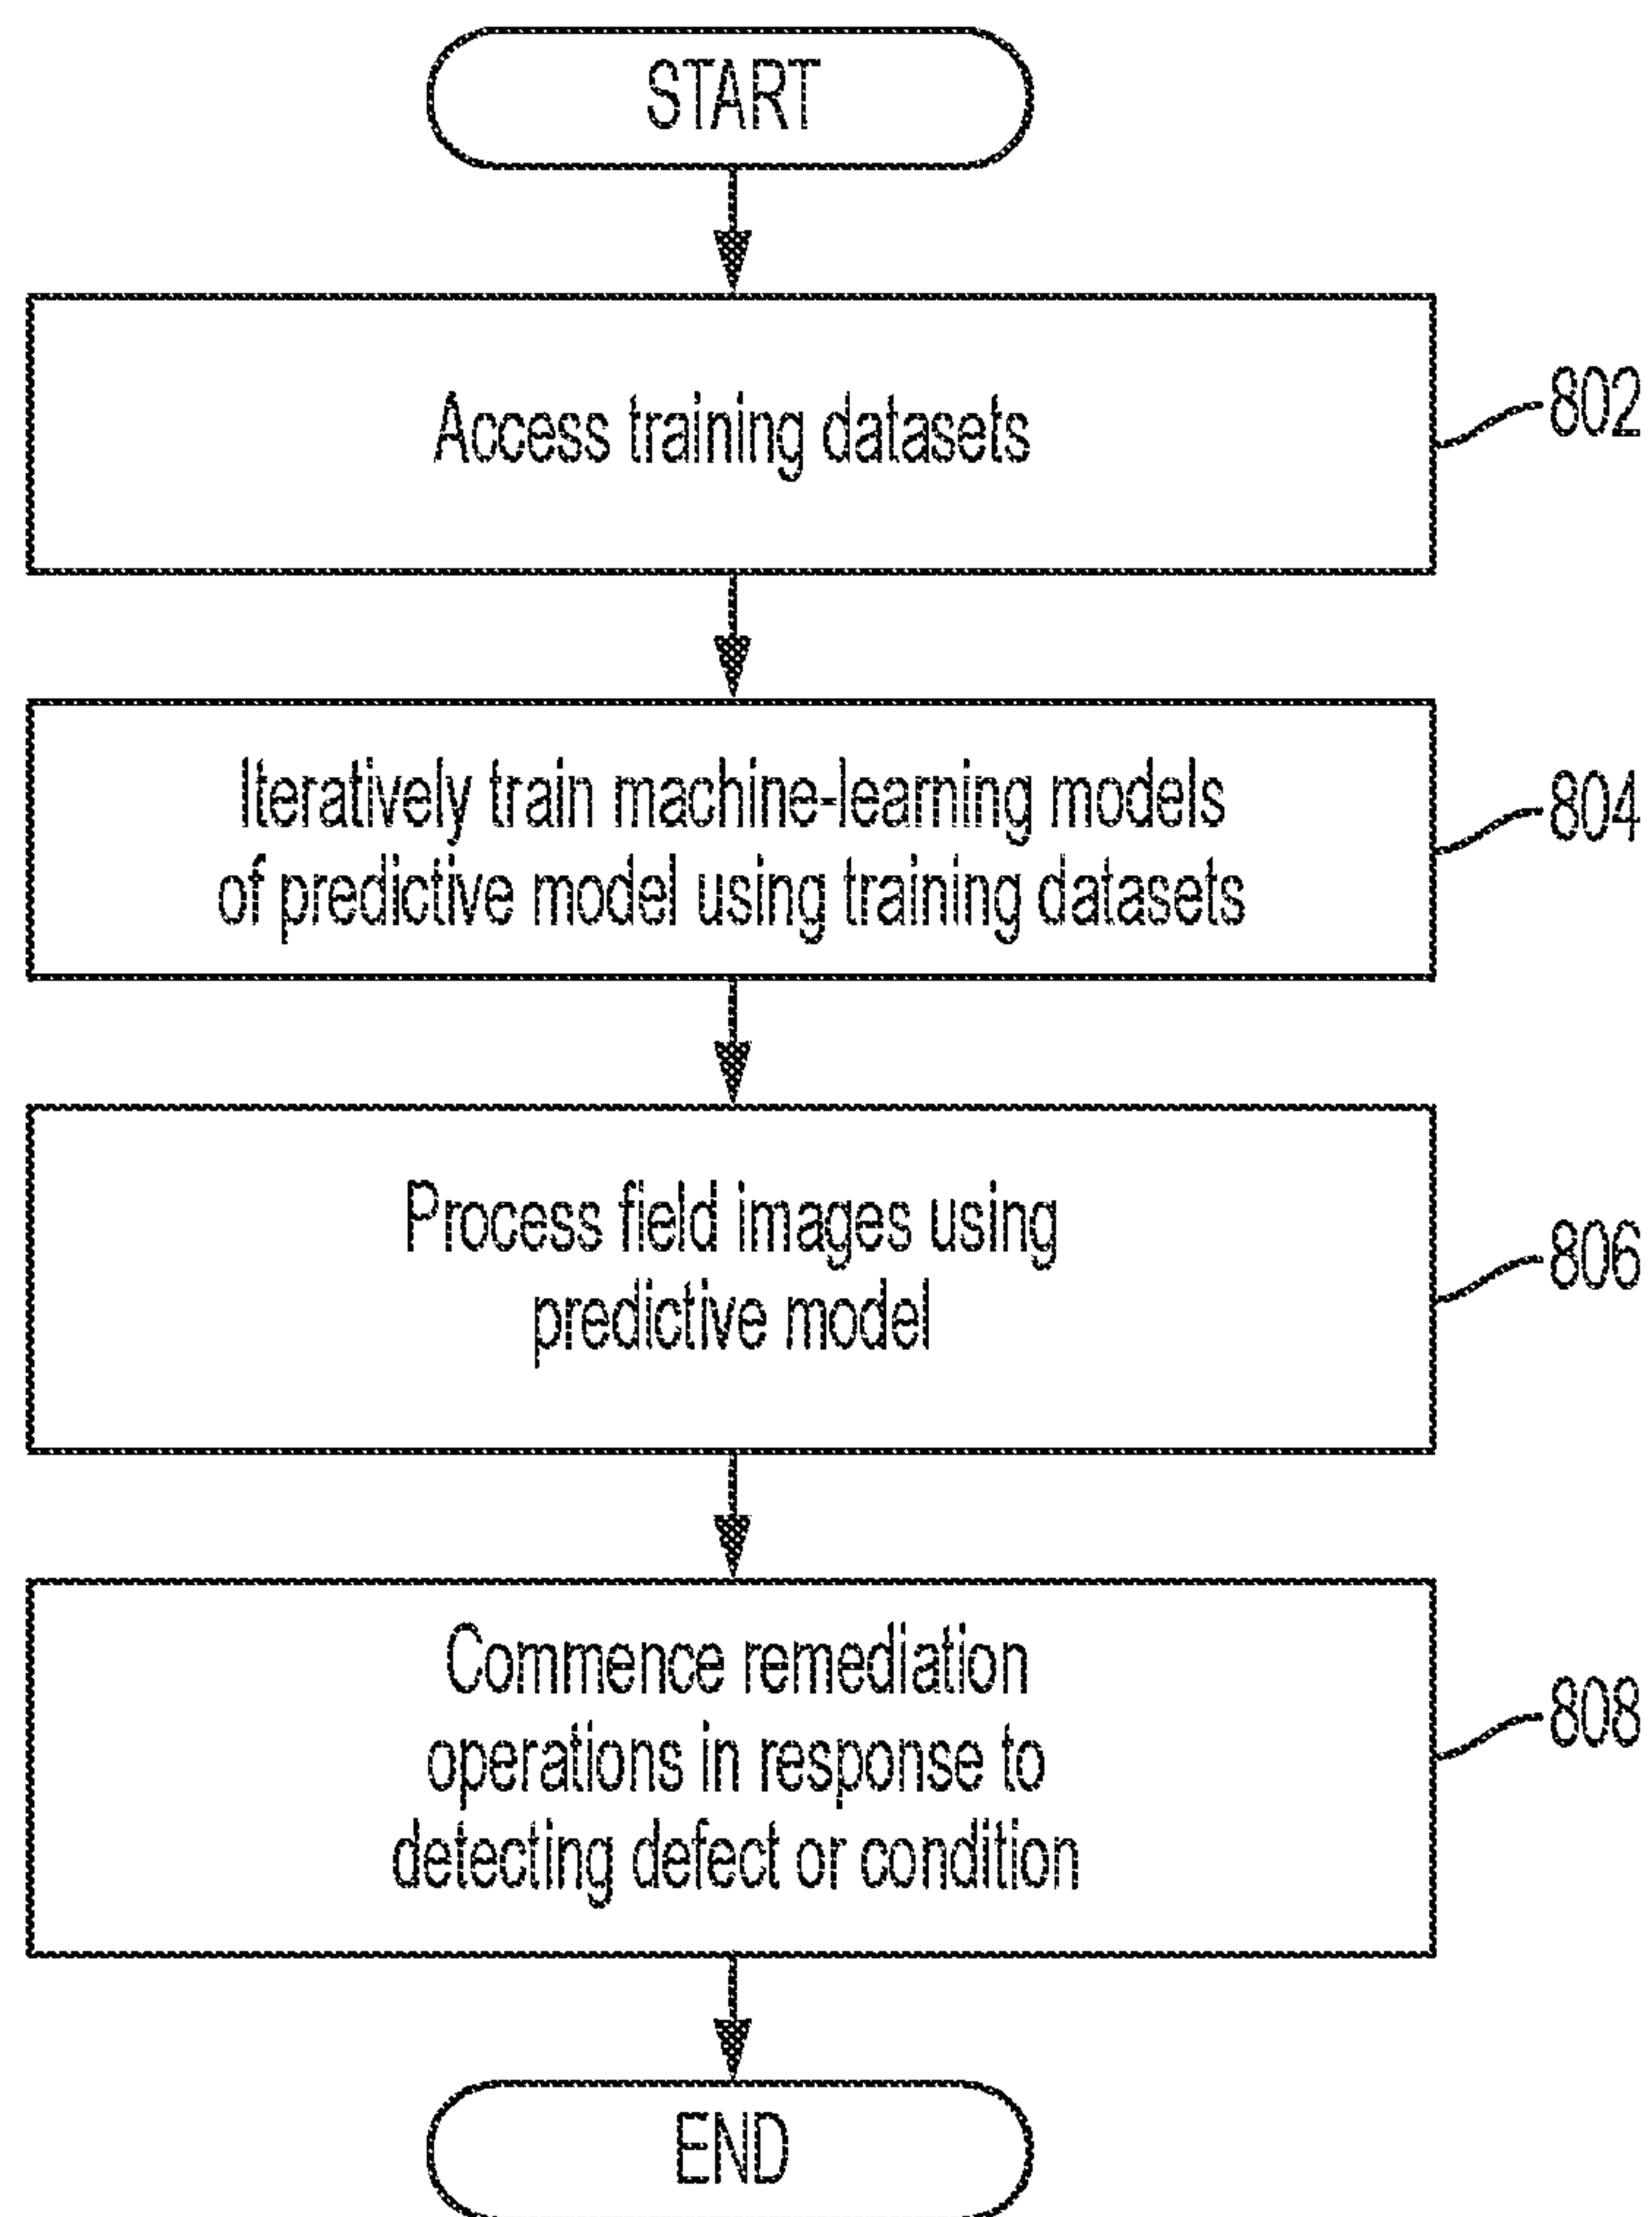 START
Access training datasets
802
Iteratively train machine-learning models
of predictive model using training datasets
804
Process field images using
predictive model
806
Commence remediation
operations in response to
detecting defect or condition
808
END